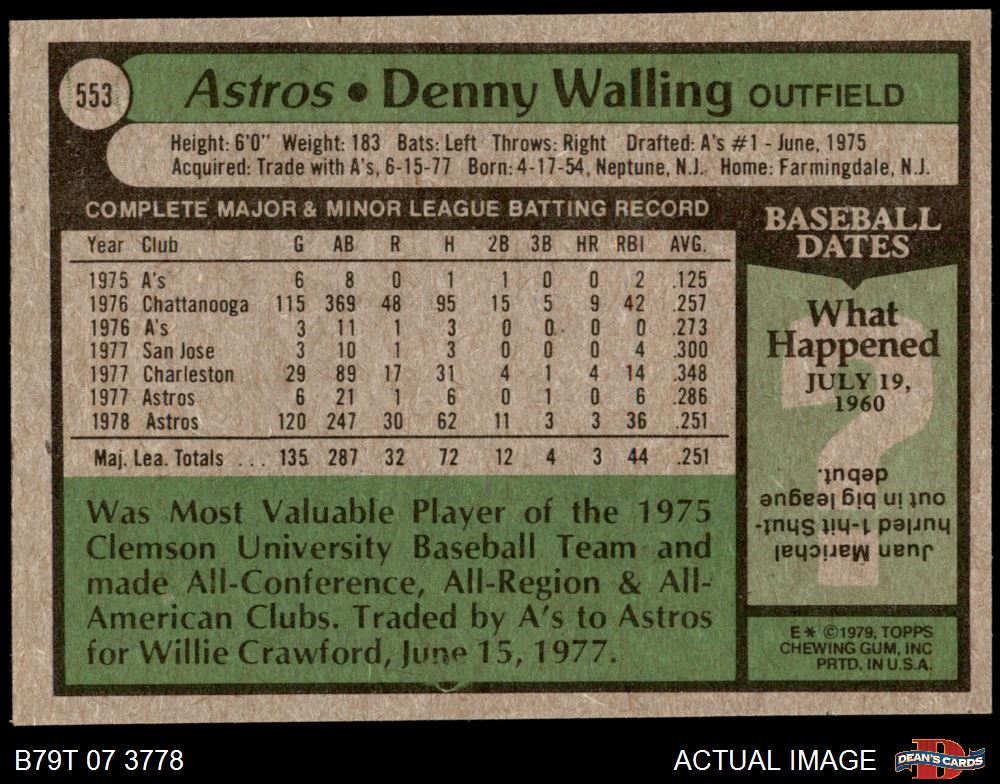 553
Astros • Denny Walling OUTFIELD
Height: 6'0" Weight: 183 Bats: Left Throws: Right Drafted: A's #1 - June, 1975
Acquired: Trade with A's, 6-15-77 Born: 4-17-54, Neptune, N.J. Home: Farmingdale, N.J.
COMPLETE MAJOR & MINOR LEAGUE BATTING RECORD
Year Club G AB R H 2B 3B HR RBI AVG.
1975 A's 6 8 0 1 1 0 0 2 .125
1976 Chattanooga 115 369 48 95 15 5 9 42 .257
1976 A's 3 11 1 3 0 0 0 0 .273
1977 San Jose 3 10 1 3 0 0 0 4 .300
1977 Charleston 29 89 17 31 4 1 4 14 .348
1977 Astros 6 21 1 6 0 1 0 6 .286
1978 Astros 120 247 30 62 11 3 3 36 .251
Maj. Lea. Totals ... 135 287 32 72 12 4 3 44 .251
Was Most Valuable Player of the 1975
Clemson University Baseball Team and
made All-Conference, All-Region & All-
American Clubs. Traded by A's to Astros
for Willie Crawford, June 15, 1977.
BASEBALL
DATES
What
Happened
JULY 19,
1960
?
Juan Marichal
hurled 1-hit Shut-
out in big league
debut.
E* ©1979, TOPPS
CHEWING GUM, INC
PRTD. IN U.S.A.
B79T 07 3778
ACTUAL IMAGE
D
DEAN'S CARDS